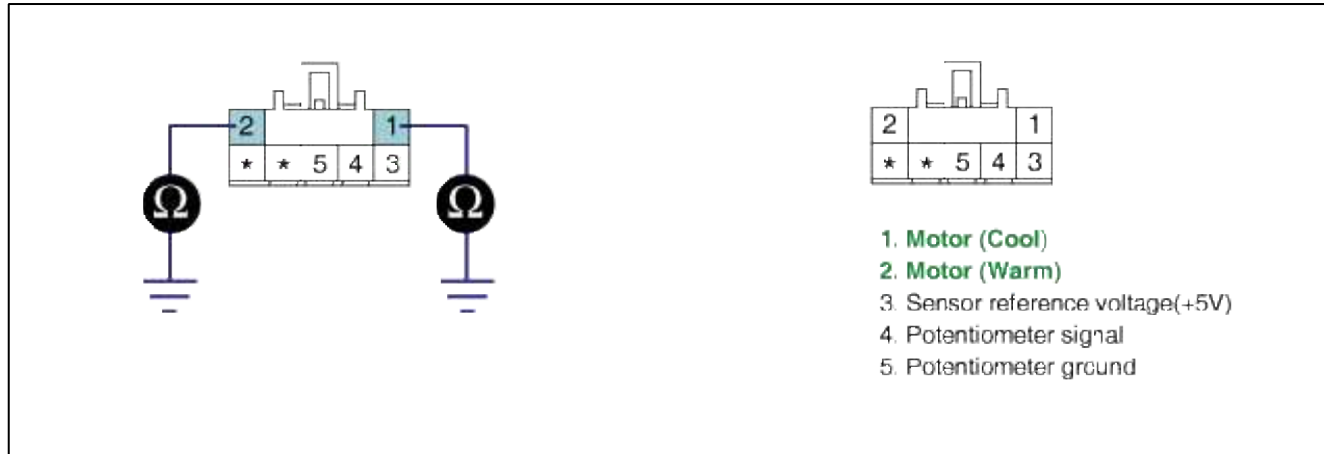 2 1
* * 5 4 3
Ω Ω
2 1
* * 5 4 3
1. Motor (Cool)
2. Motor (Warm)
3. Sensor reference voltage(+5V)
4. Potentiometer signal
5. Potentiometer ground